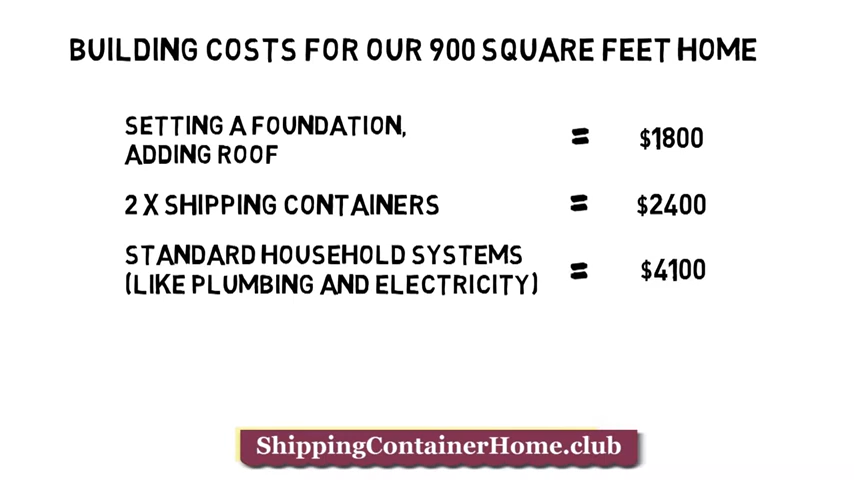 BUILDING COSTS FOR OUR 900 SQUARE FEET HOME
SETTING A FOUNDATION,
ADDING ROOF = $1800
2 X SHIPPING CONTAINERS = $2400
STANDARD HOUSEHOLD SYSTEMS
(LIKE PLUMBING AND ELECTRICITY) = $4100
ShippingContainerHome.club